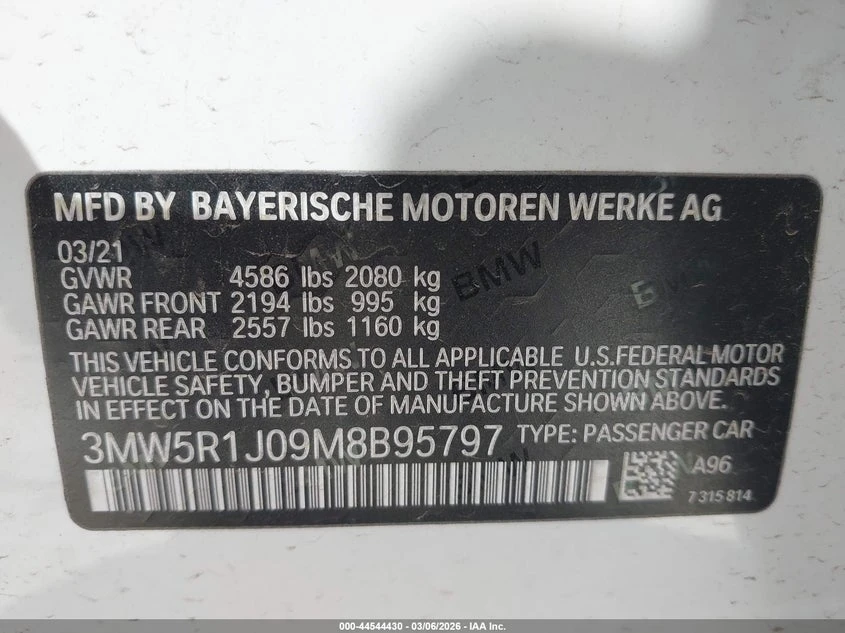 MFD BY BAYERISCHE MOTOREN WERKE AG
03/21
GVWR 4586 lbs 2080 kg
GAWR FRONT 2194 lbs 995 kg
GAWR REAR 2557 lbs 1160 kg
THIS VEHICLE CONFORMS TO ALL APPLICABLE U.S.FEDERAL MOTOR
VEHICLE SAFETY, BUMPER AND THEFT PREVENTION STANDARDS
IN EFFECT ON THE DATE OF MANUFACTURE SHOWN ABOVE.
3MW5R1J09M8B95797 TYPE: PASSENGER CAR
A96
7315814
BMW
000-44544430 - 03/06/2026 - IAA Inc.